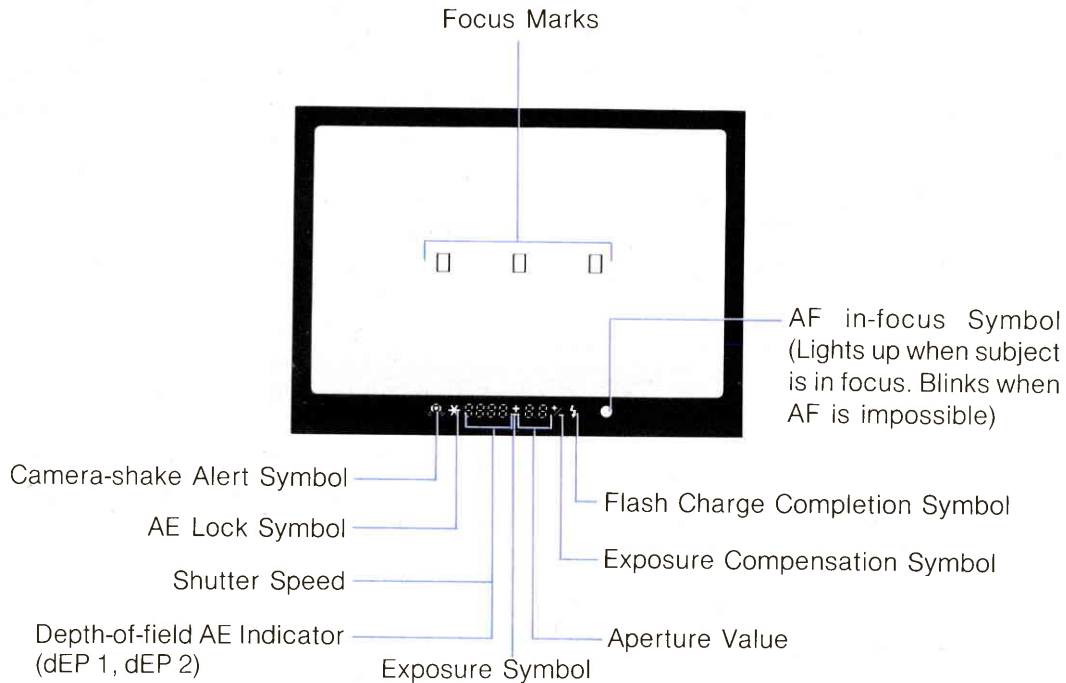 Focus Marks
AF in-focus Symbol
(Lights up when subject
is in focus. Blinks when
AF is impossible)
Camera-shake Alert Symbol
AE Lock Symbol
Shutter Speed
Depth-of-field AE Indicator
(dEP 1, dEP 2)
Exposure Symbol
Flash Charge Completion Symbol
Exposure Compensation Symbol
Aperture Value